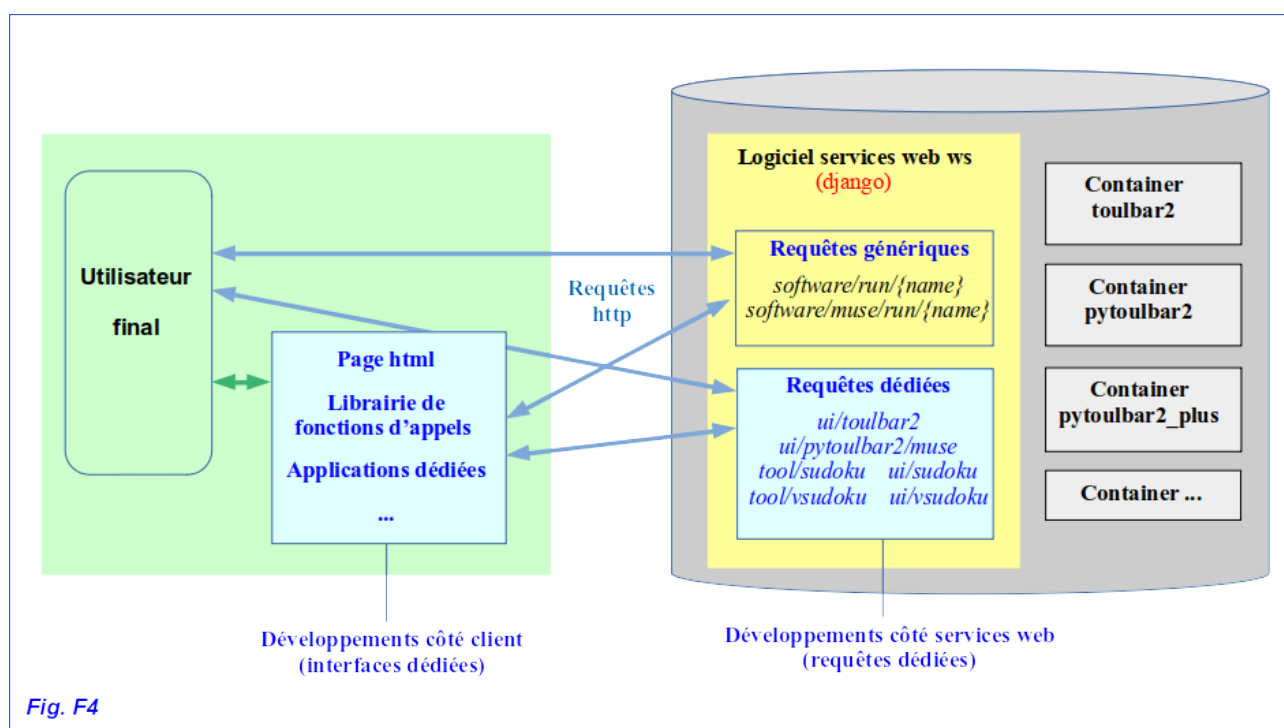 Utilisateur
final
Page html
Librairie de
fonctions d’appels
Applications dédiées
...
Requêtes
http
Logiciel services web ws
(django)
Requêtes génériques
software/run/{name}
software/muse/run/{name}
Requêtes dédiées
ui/toulbar2
ui/pytoulbar2/muse
tool/sudoku ui/sudoku
tool/vsudoku ui/vsudoku
Container
toulbar2
Container
pytoulbar2
Container
pytoulbar2_plus
Container ...
Développements côté client
(interfaces dédiées)
Développements côté services web
(requêtes dédiées)
Fig. F4